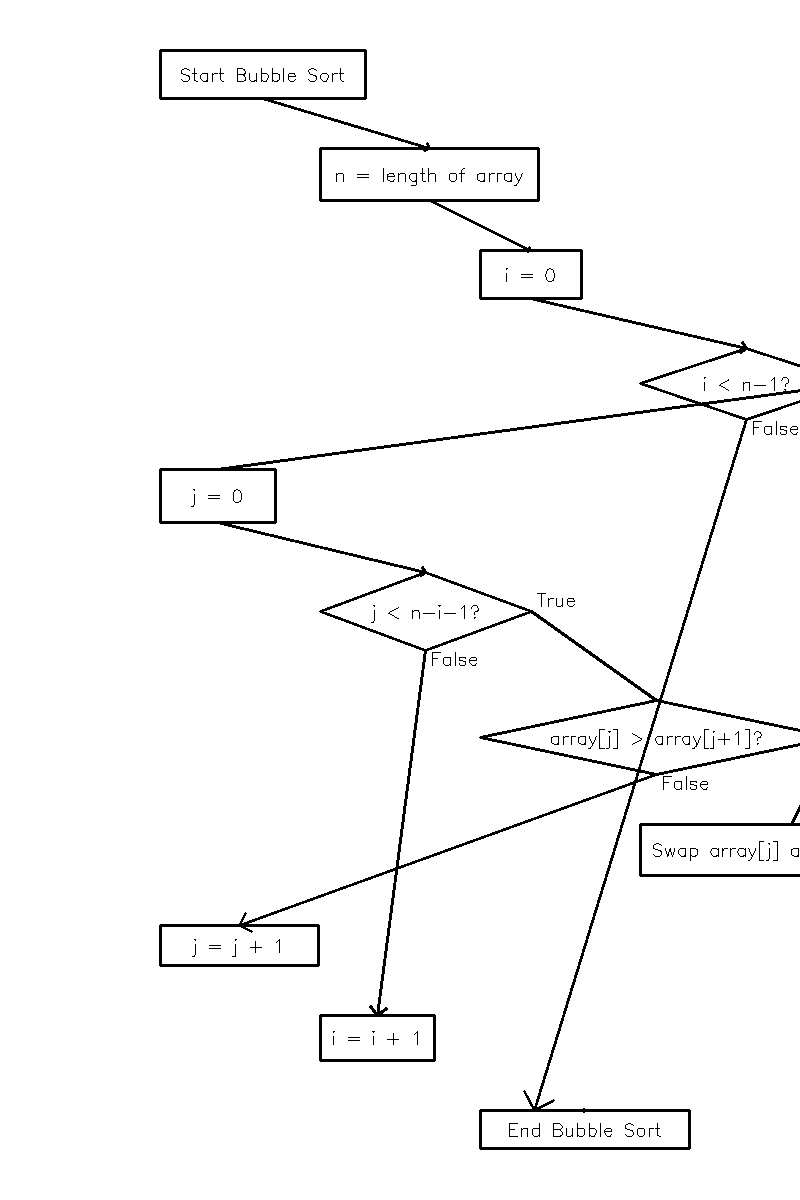 Start Bubble Sort
n = length of array
i = 0
i < n-1?
False
j = 0
True
j < n-i-1?
False
array[j] > array[j+1]?
False
Swap array[j] a
j = j + 1
i = i + 1
End Bubble Sort